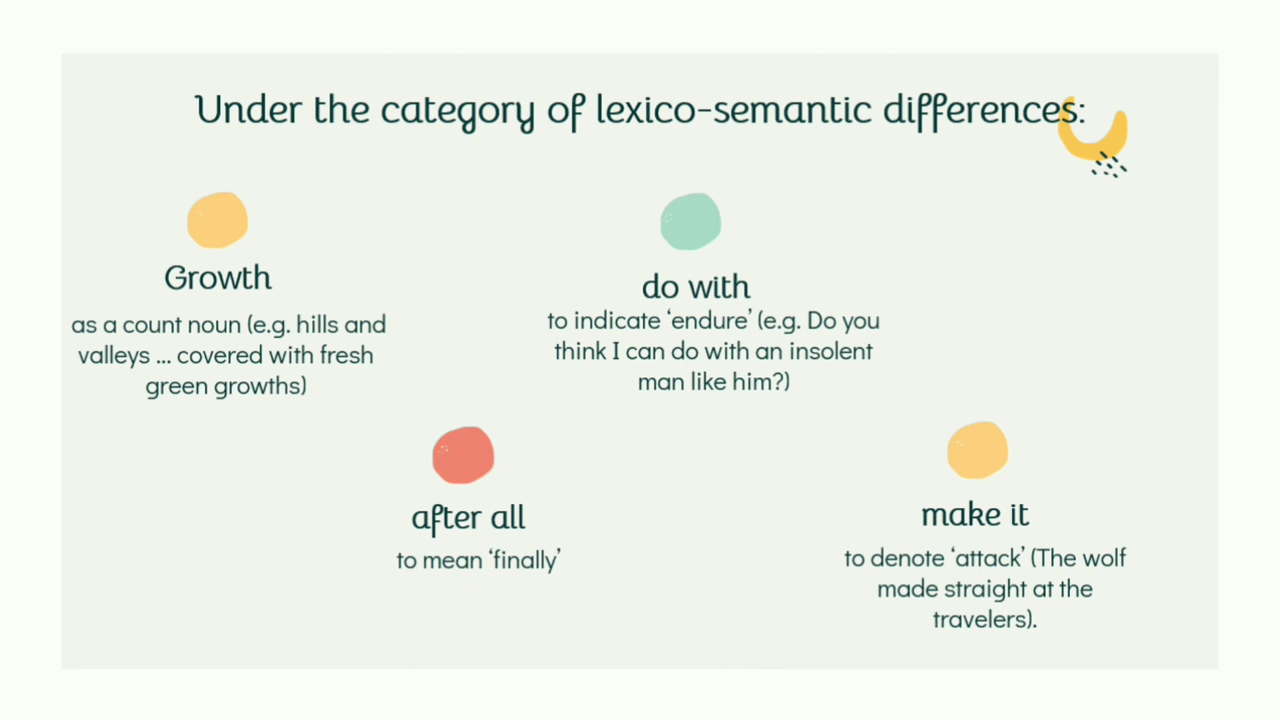 Under the category of lexico-semantic differences:
Growth
as a count noun (e.g. hills and
valleys ... covered with fresh
green growths)
do with
to indicate ‘endure’ (e.g. Do you
think I can do with an insolent
man like him?)
after all
to mean ‘finally’
make it
to denote ‘attack’ (The wolf
made straight at the
travelers).